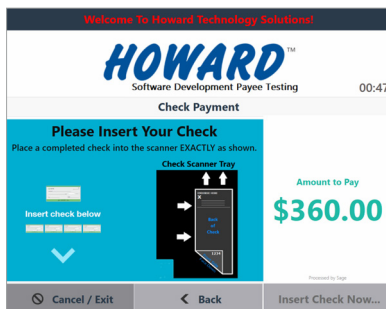 Welcome To Howard Technology Solutions!
HOWARD™
Software Development Payee Testing
00:47
Check Payment
Please Insert Your Check
Place a completed check into the scanner EXACTLY as shown.
Check Scanner Tray
Insert check below
X
Back
of
Check
1234
Amount to Pay
$360.00
Processed by Sage
Cancel / Exit
Back
Insert Check Now...